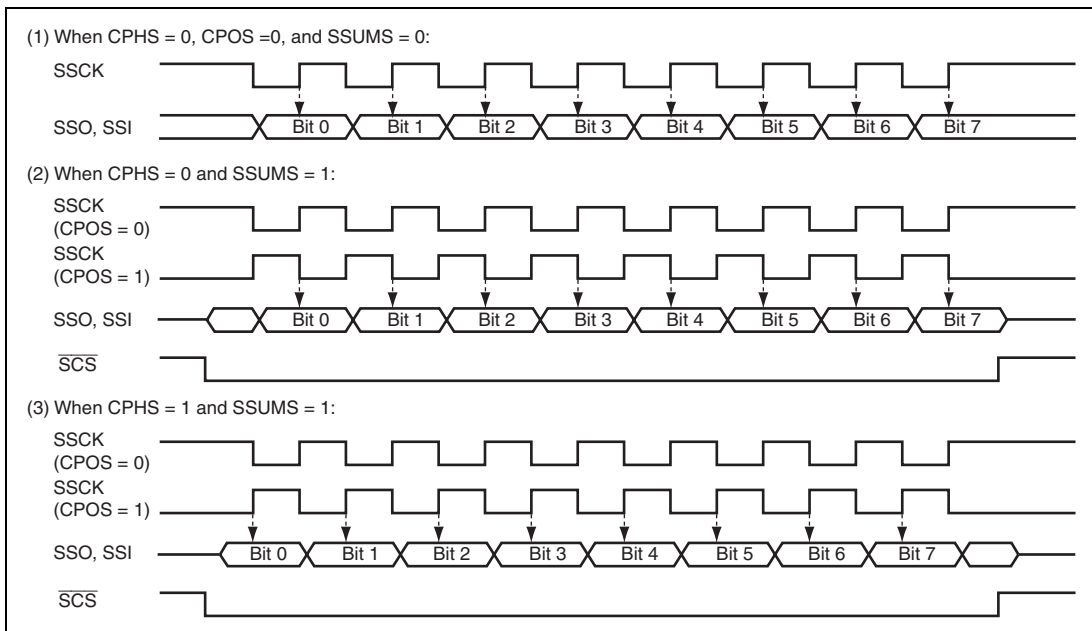 (1) When CPHS = 0, CPOS =0, and SSUMS = 0:
SSCK
SSO, SSI Bit 0 Bit 1 Bit 2 Bit 3 Bit 4 Bit 5 Bit 6 Bit 7
(2) When CPHS = 0 and SSUMS = 1:
SSCK
(CPOS = 0)
SSCK
(CPOS = 1)
SSO, SSI Bit 0 Bit 1 Bit 2 Bit 3 Bit 4 Bit 5 Bit 6 Bit 7
SCS
(3) When CPHS = 1 and SSUMS = 1:
SSCK
(CPOS = 0)
SSCK
(CPOS = 1)
SSO, SSI Bit 0 Bit 1 Bit 2 Bit 3 Bit 4 Bit 5 Bit 6 Bit 7
SCS